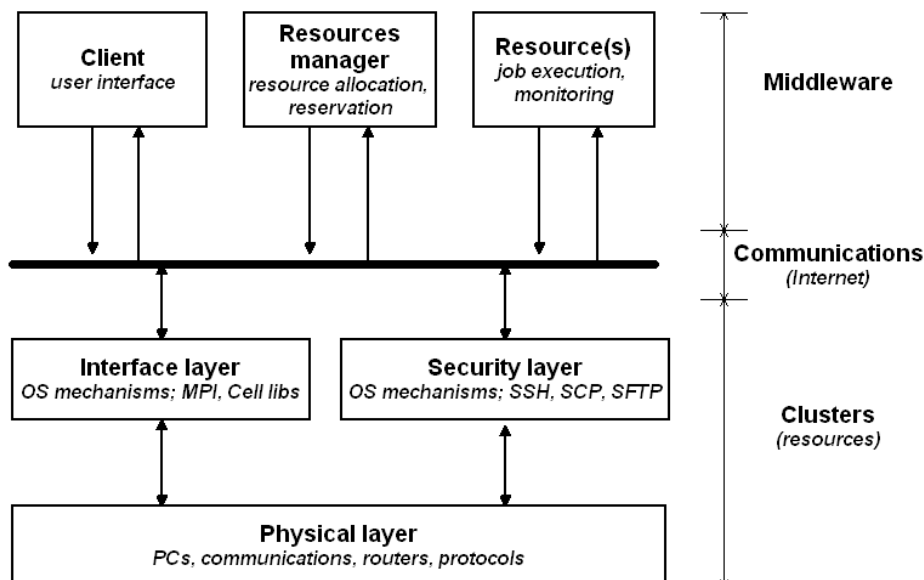 Client
user interface
Resources
manager
resource allocation,
reservation
Resource(s)
job execution,
monitoring
Middleware
Communications
(Internet)
Interface layer
OS mechanisms; MPI, Cell libs
Security layer
OS mechanisms; SSH, SCP, SFTP
Clusters
(resources)
Physical layer
PCs, communications, routers, protocols